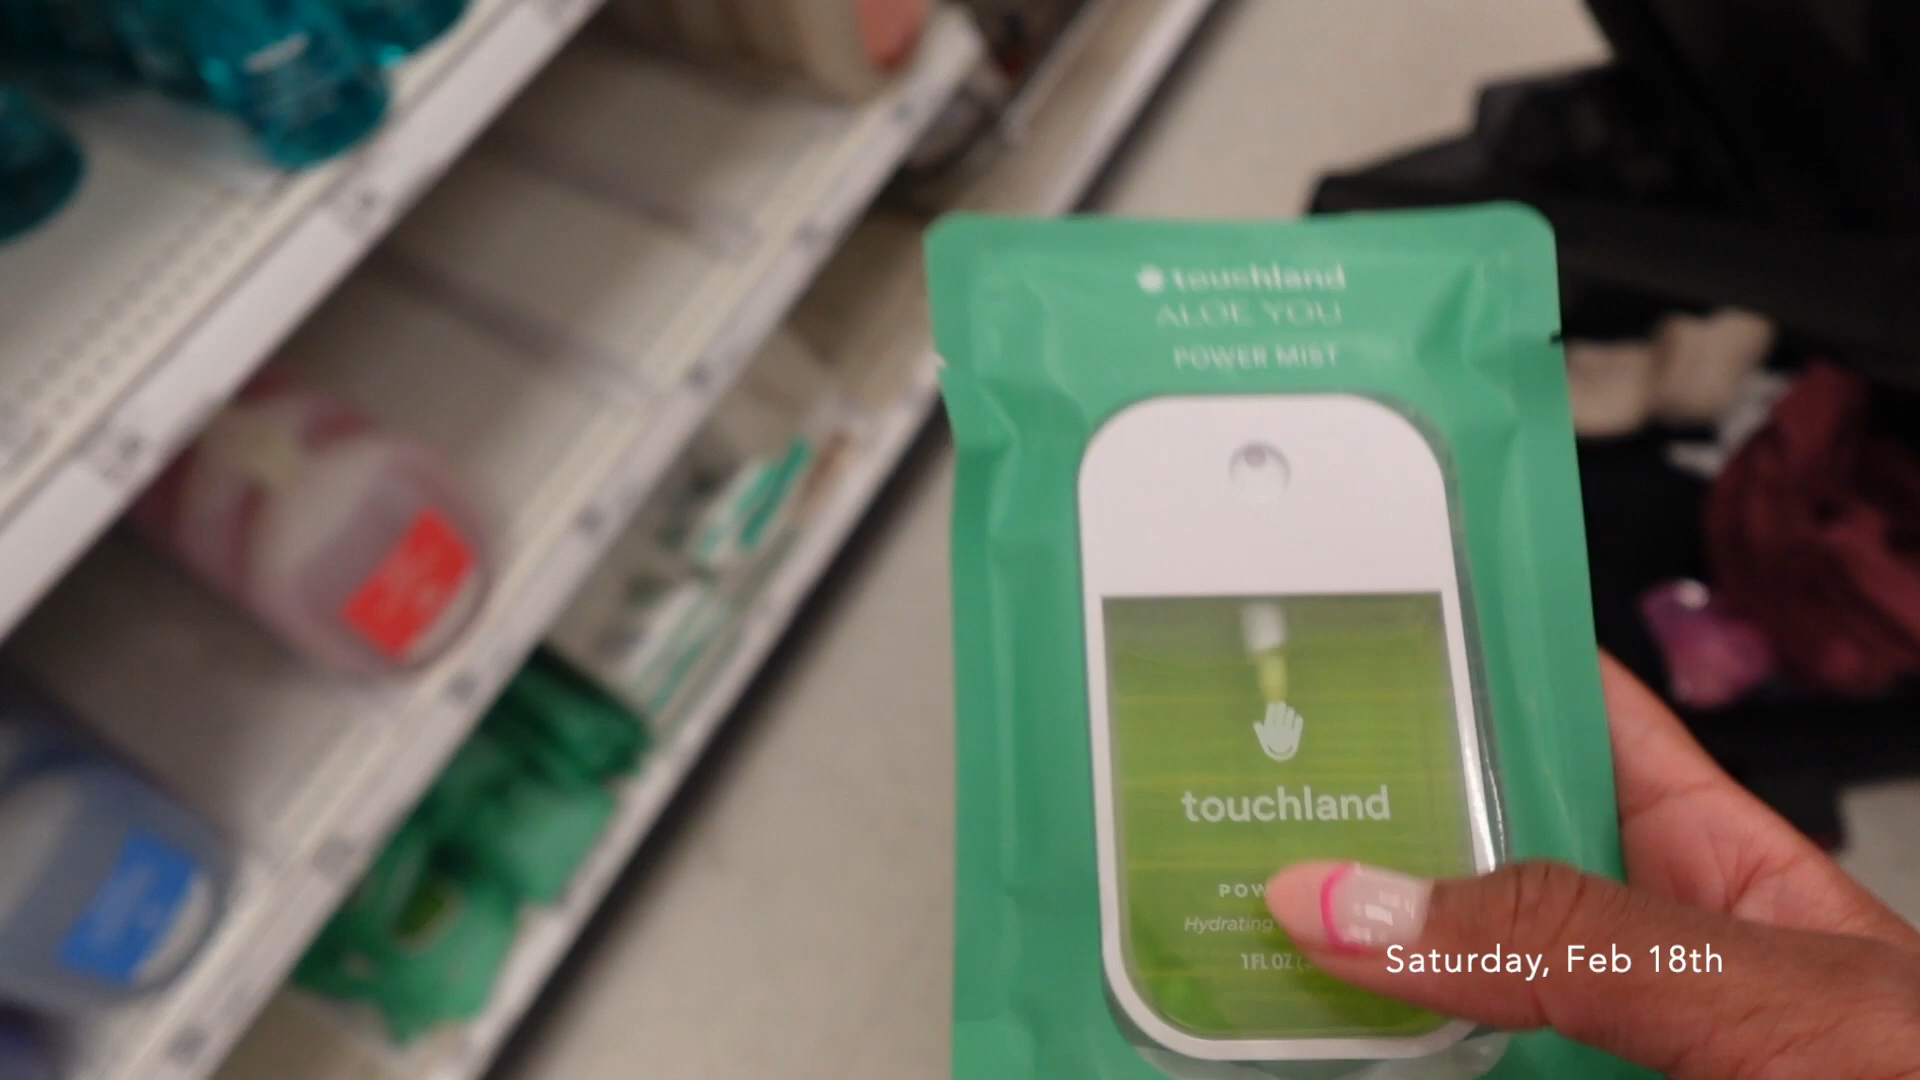 touchland
ALOE YOU
POWER MIST
touchland
POW
Hydrating
1 FL OZ (
Saturday, Feb 18th